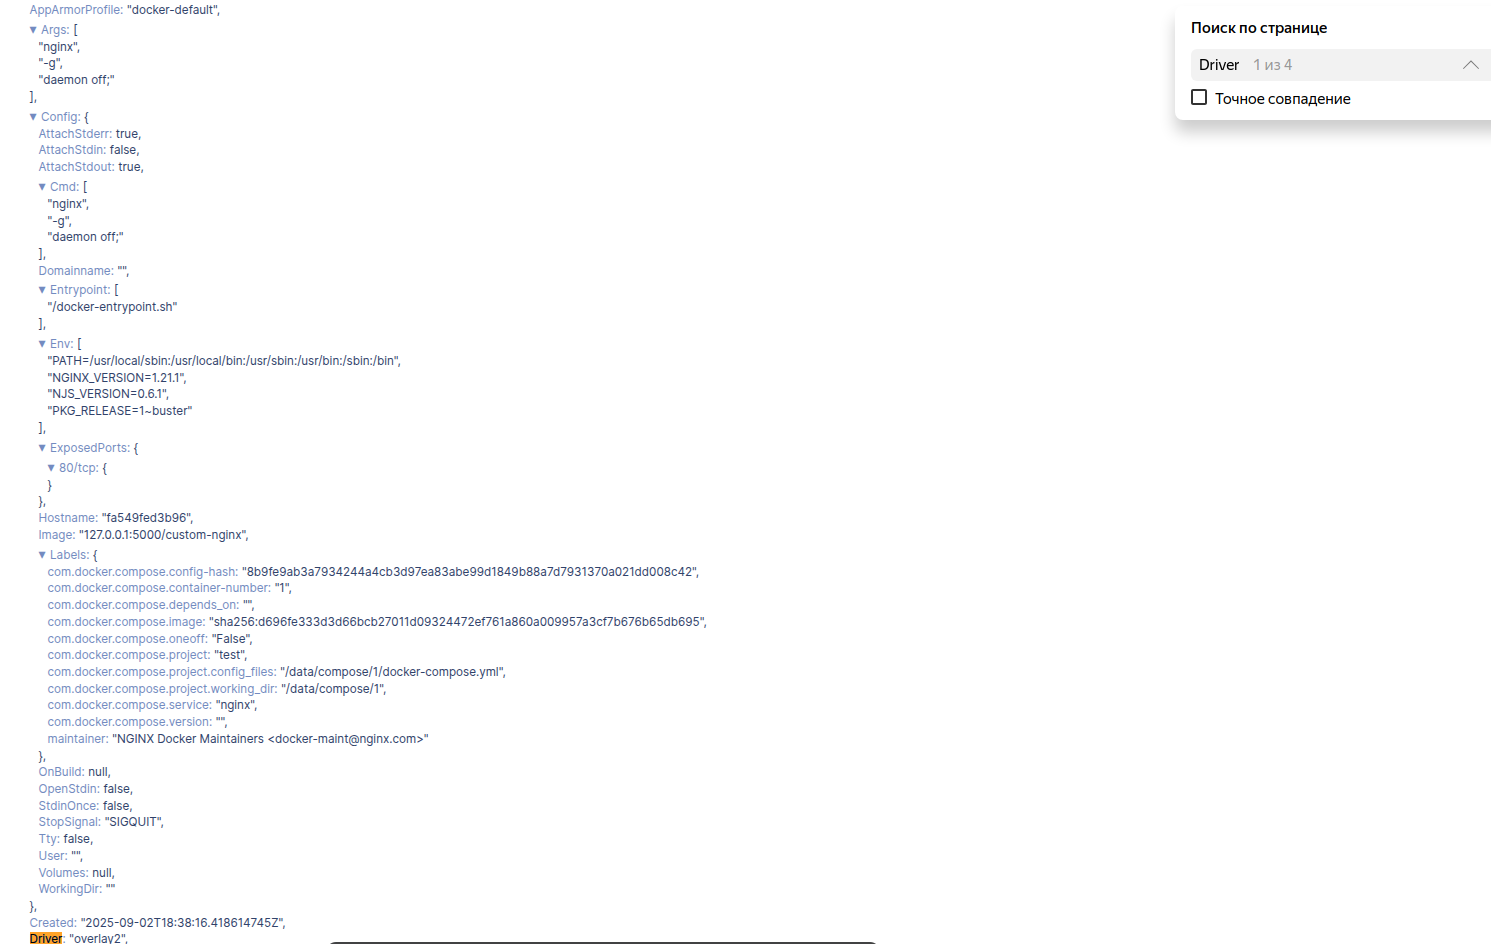 AppArmorProfile: "docker-default",
▼ Args: [
"nginx",
"-g",
"daemon off;"
],
▼ Config: {
AttachStderr: true,
AttachStdin: false,
AttachStdout: true,
▼ Cmd: [
"nginx",
"-g",
"daemon off;"
],
Domainname: "",
▼ Entrypoint: [
"/docker-entrypoint.sh"
],
▼ Env: [
"PATH=/usr/local/sbin:/usr/local/bin:/usr/sbin:/usr/bin:/sbin:/bin",
"NGINX_VERSION=1.21.1",
"NJS_VERSION=0.6.1",
"PKG_RELEASE=1~buster"
],
▼ ExposedPorts: {
▼ 80/tcp: {
}
},
Hostname: "fa549fed3b96",
Image: "127.0.0.1:5000/custom-nginx",
▼ Labels: {
com.docker.compose.config-hash: "8b9fe9ab3a7934244a4cb3d97ea83abe99d1849b88a7d7931370a021dd008c42",
com.docker.compose.container-number: "1",
com.docker.compose.depends_on: "",
com.docker.compose.image: "sha256:d696fe333d3d66bcb27011d09324472ef761a860a009957a3cf7b676b65db695",
com.docker.compose.oneoff: "False",
com.docker.compose.project: "test",
com.docker.compose.project.config_files: "/data/compose/1/docker-compose.yml",
com.docker.compose.project.working_dir: "/data/compose/1",
com.docker.compose.service: "nginx",
com.docker.compose.version: "",
maintainer: "NGINX Docker Maintainers <docker-maint@nginx.com>"
},
OnBuild: null,
OpenStdin: false,
StdinOnce: false,
StopSignal: "SIGQUIT",
Tty: false,
User: "",
Volumes: null,
WorkingDir: ""
},
Created: "2025-09-02T18:38:16.418614745Z",
Driver: "overlay2",
Поиск по странице
Driver 1 из 4
Точное совпадение